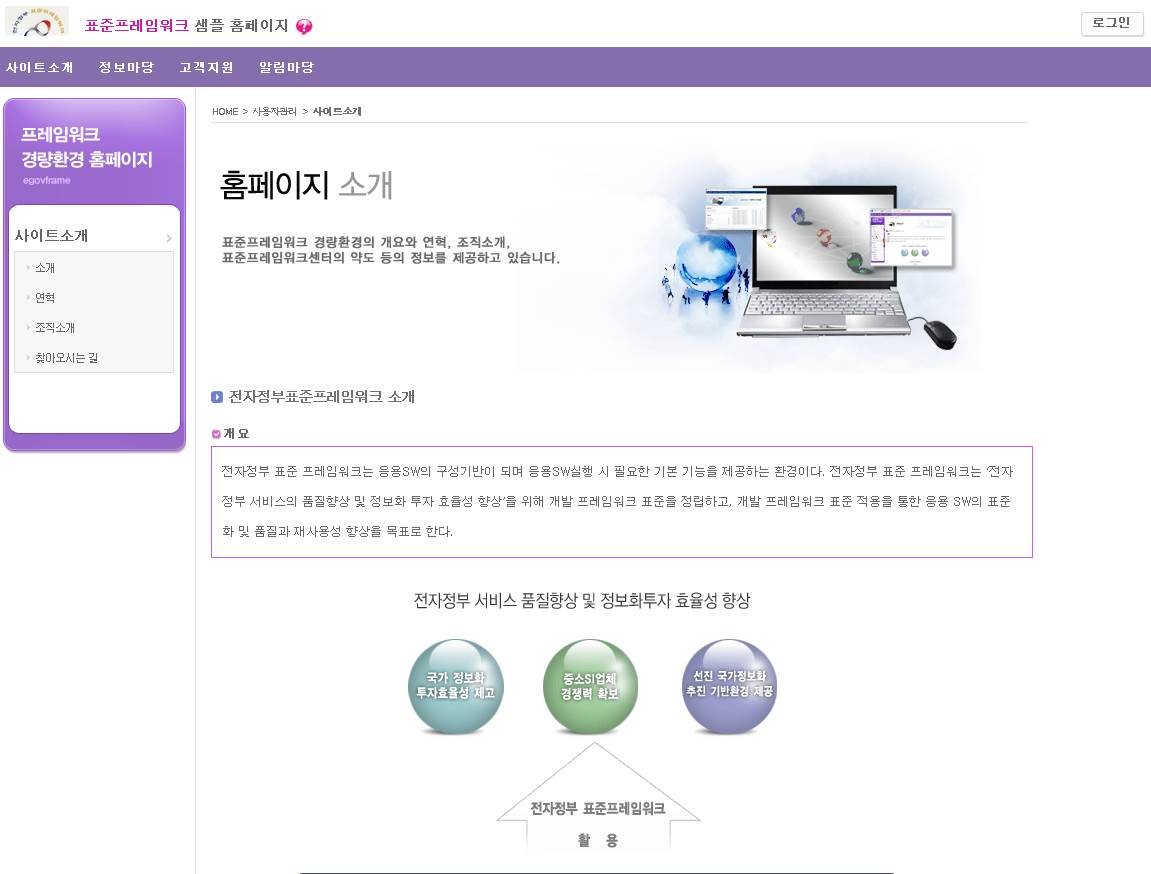 표준프레임워크 샘플 홈페이지 ?
로그인
사이트소개 정보마당 고객지원 알림마당
프레임워크
경량환경 홈페이지
egovframe
사이트소개
소개
연혁
조직소개
찾아오시는 길
HOME > 사용자관리 > 사이트소개
홈페이지 소개
표준프레임워크 경량환경의 개요와 연혁, 조직소개,
표준프레임워크센터의 약도 등의 정보를 제공하고 있습니다.
전자정부표준프레임워크 소개
개 요
전자정부 표준 프레임워크는 응용SW의 구성기반이 되며 응용SW실행 시 필요한 기본 기능을 제공하는 환경이다. 전자정부 표준 프레임워크는 ‘전자
정부 서비스의 품질향상 및 정보화 투자 효율성 향상’을 위해 개발 프레임워크 표준을 정립하고, 개발 프레임워크 표준 적용을 통한 응용 SW의 표준
화 및 품질과 재사용성 향상을 목표로 한다.
전자정부 서비스 품질향상 및 정보화투자 효율성 향상
국가 정보화
투자효율성 제고
중소SI업체
경쟁력 확보
선진 국가정보화
추진 기반환경 제공
전자정부 표준프레임워크
활 용